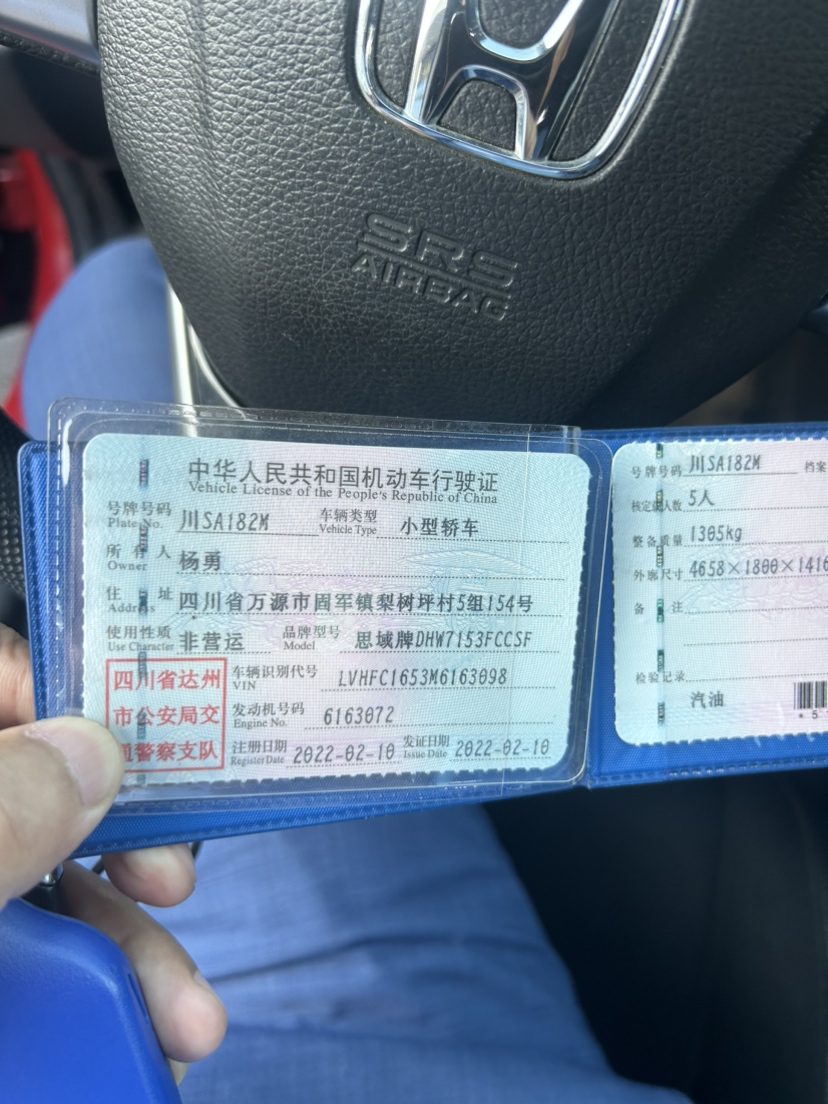 SRS
AIRBAG
中华人民共和国机动车行驶证
Vehicle License of the People's Republic of China
号牌号码 川SA182M 车辆类型 小型轿车
Plate No. Vehicle Type
所有人 杨勇
Owner
住址 四川省万源市固军镇梨树坪村5组154号
Address
使用性质 非营运 品牌型号 思域牌DHW7153FCCSF
Use Character Model
四川省达州
市公安局交
通警察支队
车辆识别代号 LVHFC1653M6163098
VIN
发动机号码 6163072
Engine No.
注册日期 2022-02-10 发证日期 2022-02-10
Register Date Issue Date
号牌号码 川SA182M 档案
核定载人数 5人
整备质量 1305kg
外廓尺寸 4658×1800×1416
备注
检验记录
汽油